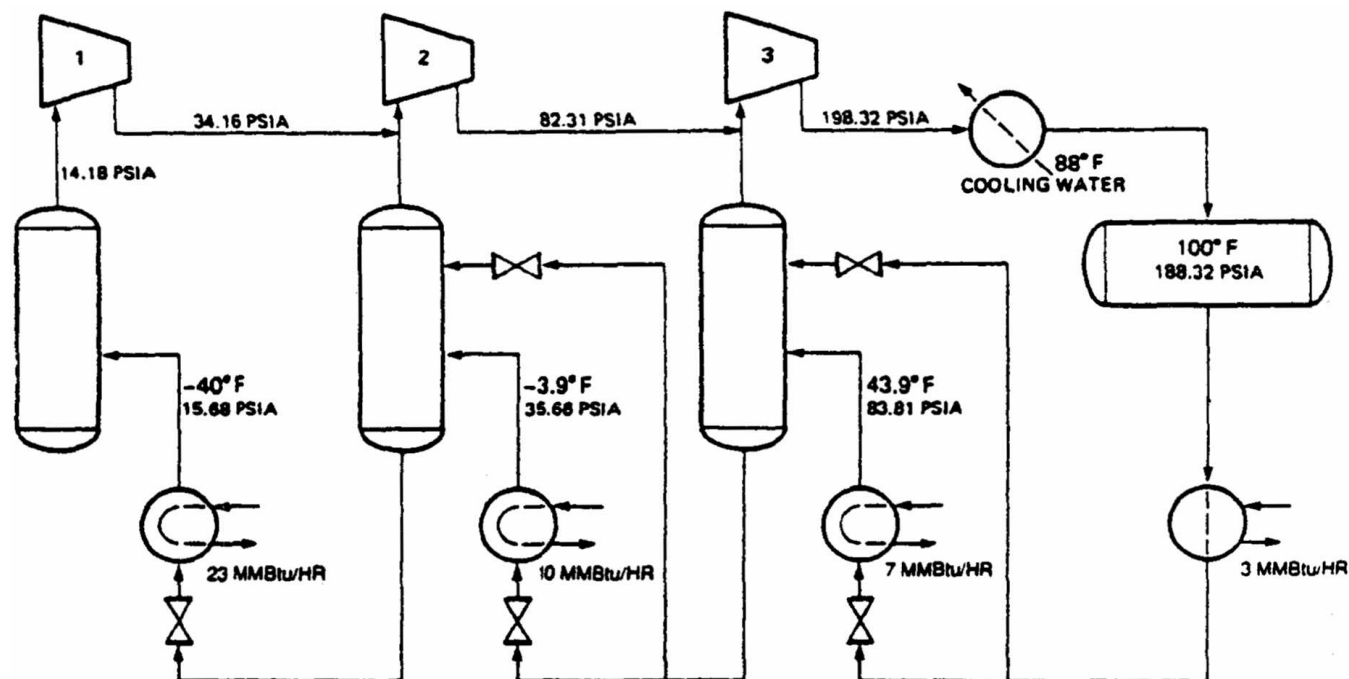 1
2
3
34.16 PSIA
82.31 PSIA
198.32 PSIA
14.18 PSIA
88° F
COOLING WATER
100° F
188.32 PSIA
-40° F
15.68 PSIA
-3.9° F
35.66 PSIA
43.9° F
83.81 PSIA
23 MMBtu/HR
10 MMBtu/HR
7 MMBtu/HR
3 MMBtu/HR